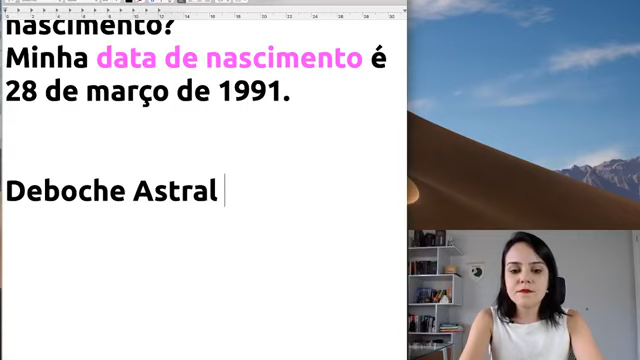 nascimento?
Minha data de nascimento é
28 de março de 1991.
Deboche Astral